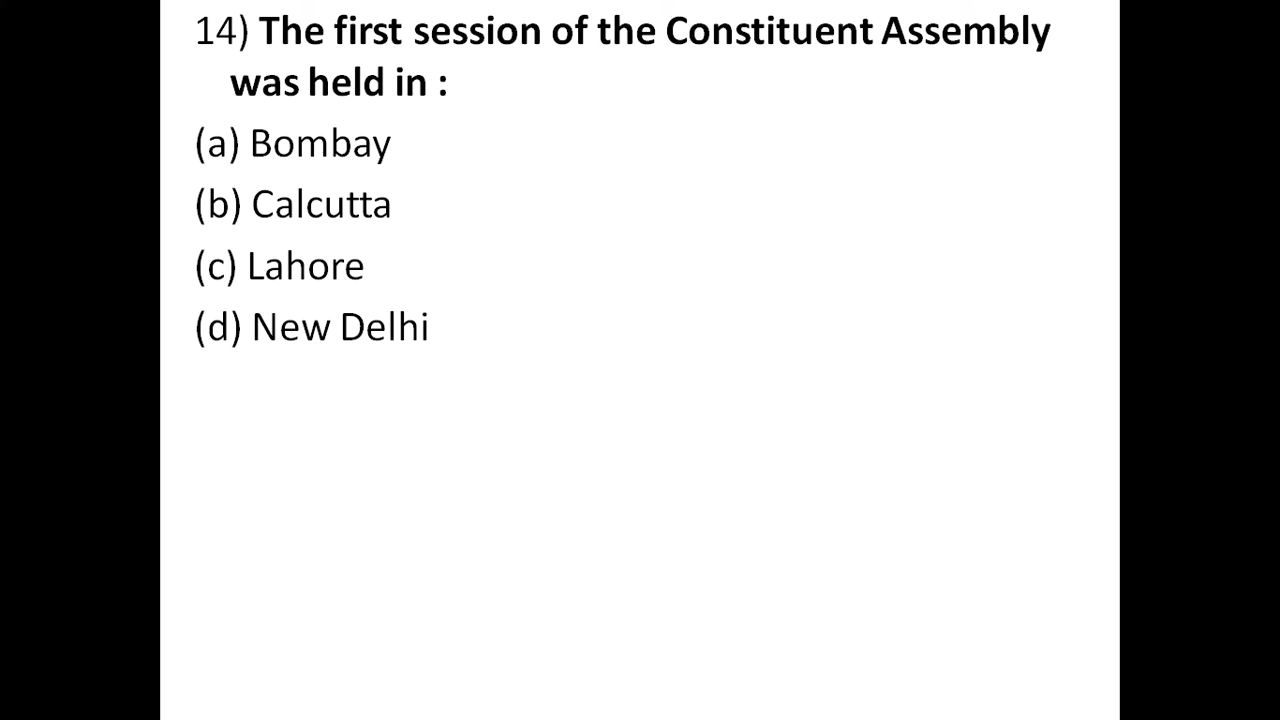 14) The first session of the Constituent Assembly
was held in :
(a) Bombay
(b) Calcutta
(c) Lahore
(d) New Delhi